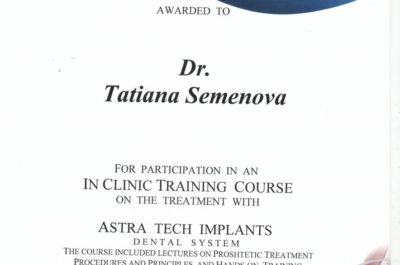 AWARDED TO
Dr.
Tatiana Semenova
FOR PARTICIPATION IN AN
IN CLINIC TRAINING COURSE
ON THE TREATMENT WITH
ASTRA TECH IMPLANTS
DENTAL SYSTEM
THE COURSE INCLUDED LECTURES ON PROSHTETIC TREATMENT
PROCEDURES AND PRINCIPLES, AND HANDS-ON TRAINING